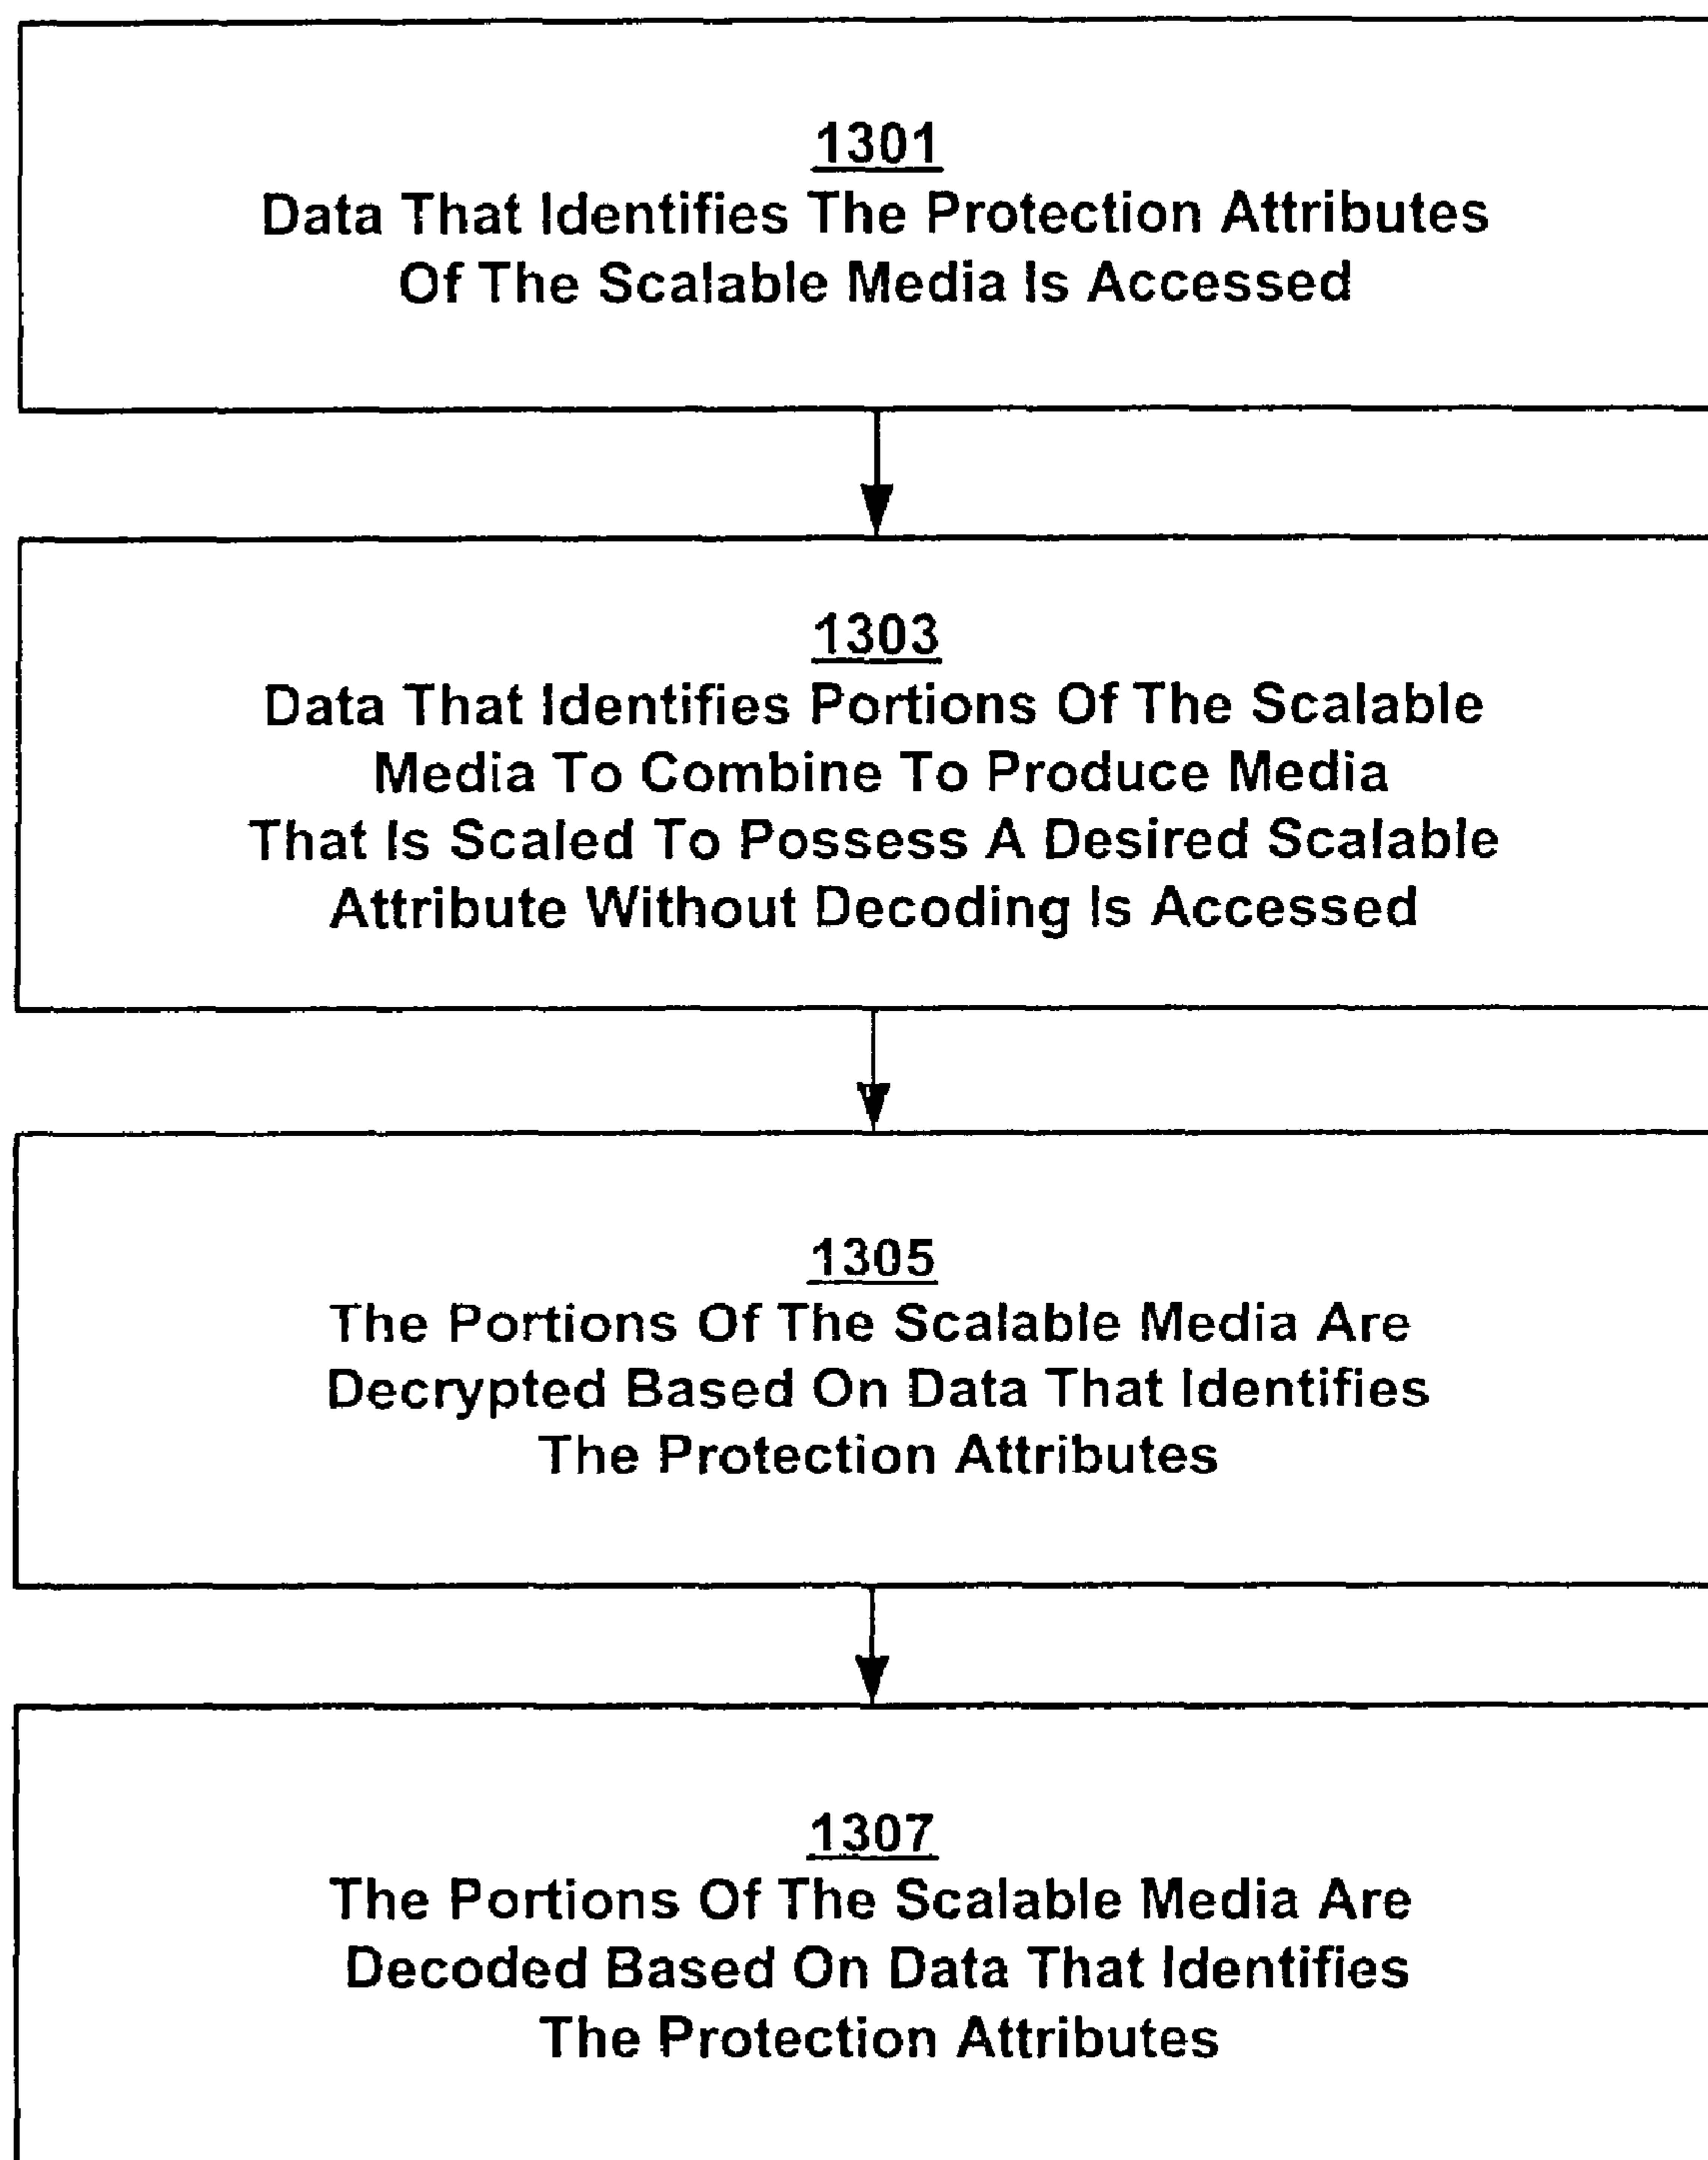 1301
Data That Identifies The Protection Attributes
Of The Scalable Media Is Accessed
1303
Data That Identifies Portions Of The Scalable
Media To Combine To Produce Media
That Is Scaled To Possess A Desired Scalable
Attribute Without Decoding Is Accessed
1305
The Portions Of The Scalable Media Are
Decrypted Based On Data That Identifies
The Protection Attributes
1307
The Portions Of The Scalable Media Are
Decoded Based On Data That Identifies
The Protection Attributes